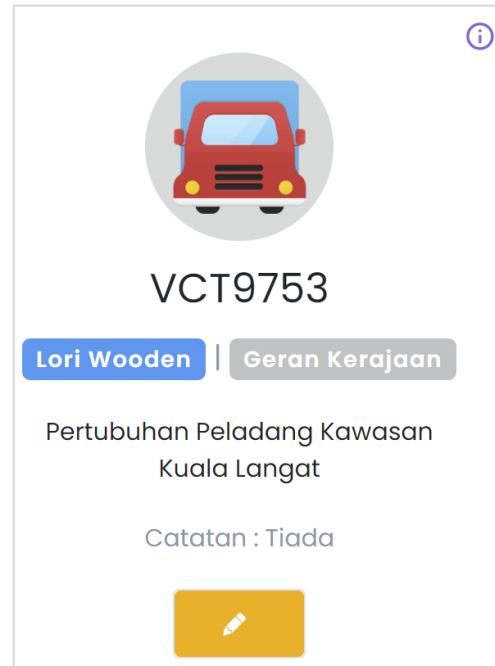 VCT9753
Lori Wooden | Geran Kerajaan
Pertubuhan Peladang Kawasan
Kuala Langat
Catatan : Tiada